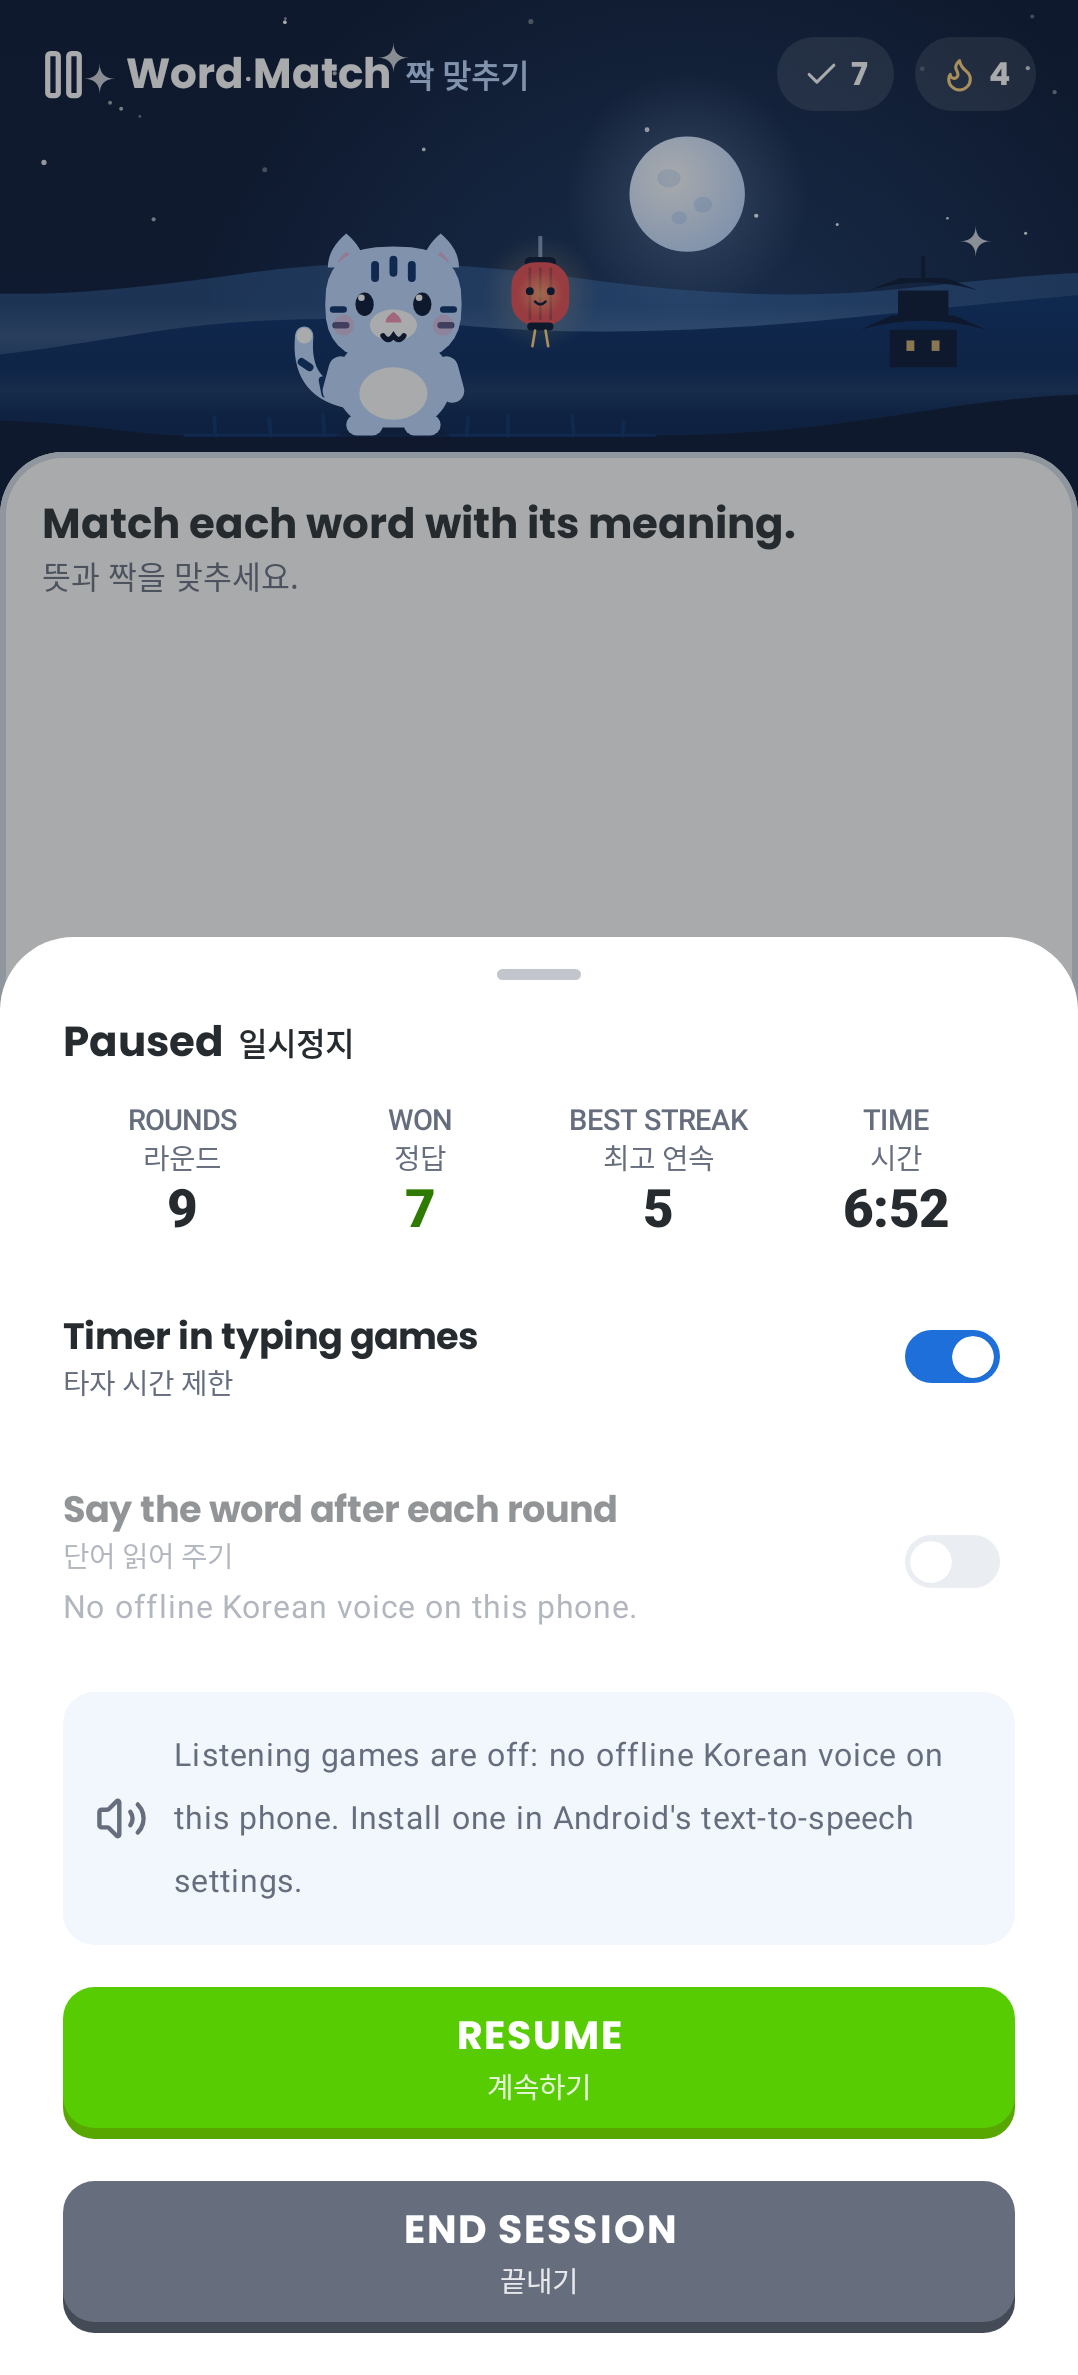 Word Match 짝 맞추기
7
4
Match each word with its meaning.
뜻과 짝을 맞추세요.
Paused 일시정지
ROUNDS WON BEST STREAK TIME
라운드 정답 최고 연속 시간
9 7 5 6:52
Timer in typing games
타자 시간 제한
Say the word after each round
단어 읽어 주기
No offline Korean voice on this phone.
Listening games are off: no offline Korean voice on
this phone. Install one in Android's text-to-speech
settings.
RESUME
계속하기
END SESSION
끝내기